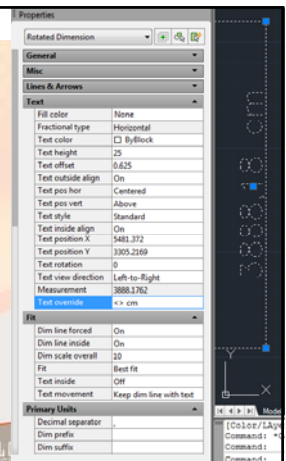 Properties
Rotated Dimension
General
Misc
Lines & Arrows
Text
Fill color None
Fractional type Horizontal
Text color ByBlock
Text height 25
Text offset 0.625
Text outside align On
Text pos hor Centered
Text pos vert Above
Text style Standard
Text inside align On
Text position X 5481.372
Text position Y 3305.2169
Text rotation 0
Text view direction Left-to-Right
Measurement 3888.1762
Text override <> cm
Fit
Dim line forced On
Dim line inside On
Dim scale overall 10
Fit Best fit
Text inside Off
Text movement Keep dim line with text
Primary Units
Decimal separator ,
Dim prefix
Dim suffix
3888,18 cm
Y
X
Model
[Color/LAye
Command: *C
Command:
Command: